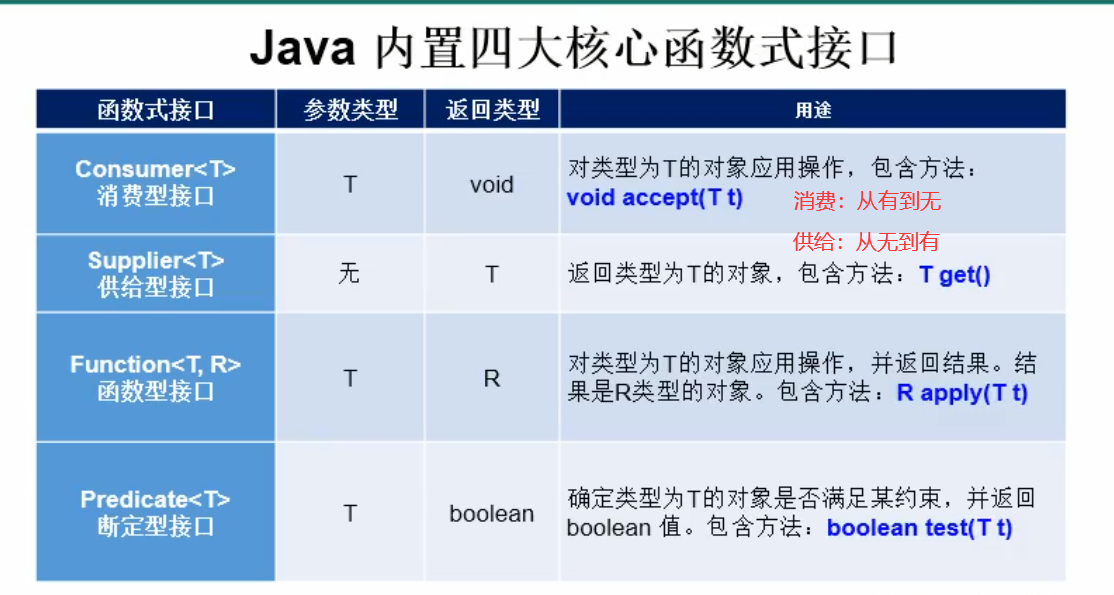 Java 内置四大核心函数式接口
函数式接口
参数类型
返回类型
用途
Consumer<T>
消费型接口
T
void
对类型为T的对象应用操作，包含方法：
void accept(T t)
消费：从有到无
供给：从无到有
Supplier<T>
供给型接口
无
T
返回类型为T的对象，包含方法：T get()
Function<T, R>
函数型接口
T
R
对类型为T的对象应用操作，并返回结果。结
果是R类型的对象。包含方法：R apply(T t)
Predicate<T>
断定型接口
T
boolean
确定类型为T的对象是否满足某约束，并返回
boolean 值。包含方法：boolean test(T t)